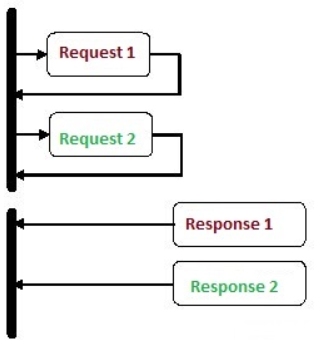 Request 1
Request 2
Response 1
Response 2